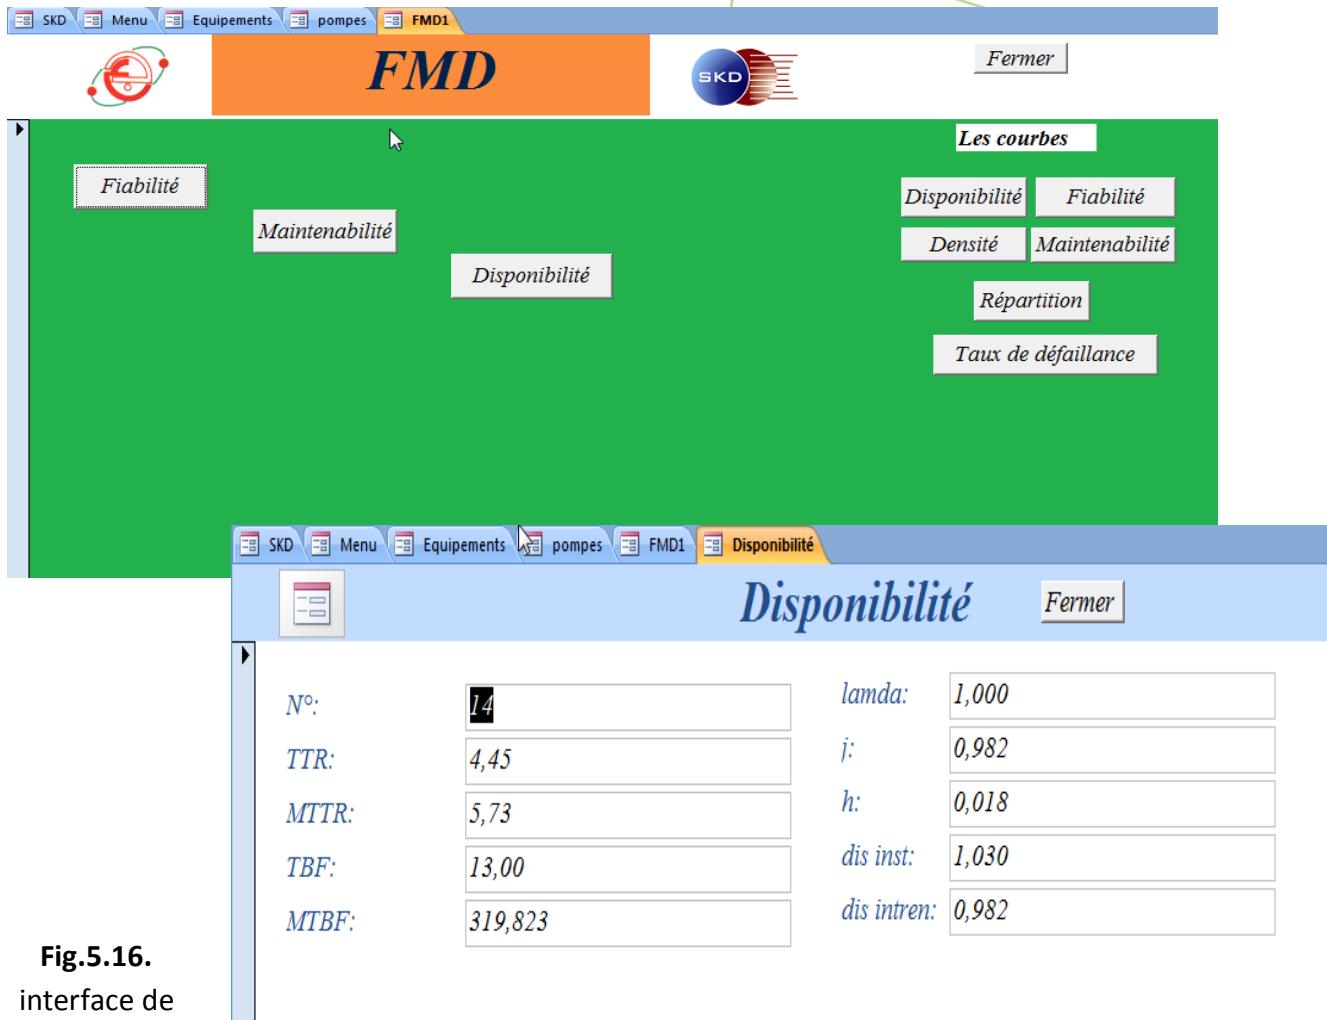 SKD Menu Equipements pompes FMD1
FMD
SKD
Fermer
Les courbes
Fiabilité
Disponibilité Fiabilité
Maintenabilité
Densité Maintenabilité
Disponibilité
Répartition
Taux de défaillance
SKD Menu Equipements pompes FMD1 Disponibilité
Disponibilité
Fermer
N°: 14
TTR: 4,45
MTTR: 5,73
TBF: 13,00
MTBF: 319,823
lamda: 1,000
j: 0,982
h: 0,018
dis inst: 1,030
dis intren: 0,982
Fig.5.16.
interface de